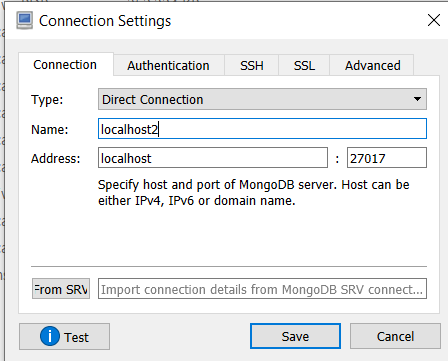 Connection Settings
Connection Authentication SSH SSL Advanced
Type: Direct Connection
Name: localhost2
Address: localhost : 27017
Specify host and port of MongoDB server. Host can be
either IPv4, IPv6 or domain name.
From SRV Import connection details from MongoDB SRV connect...
Test Save Cancel